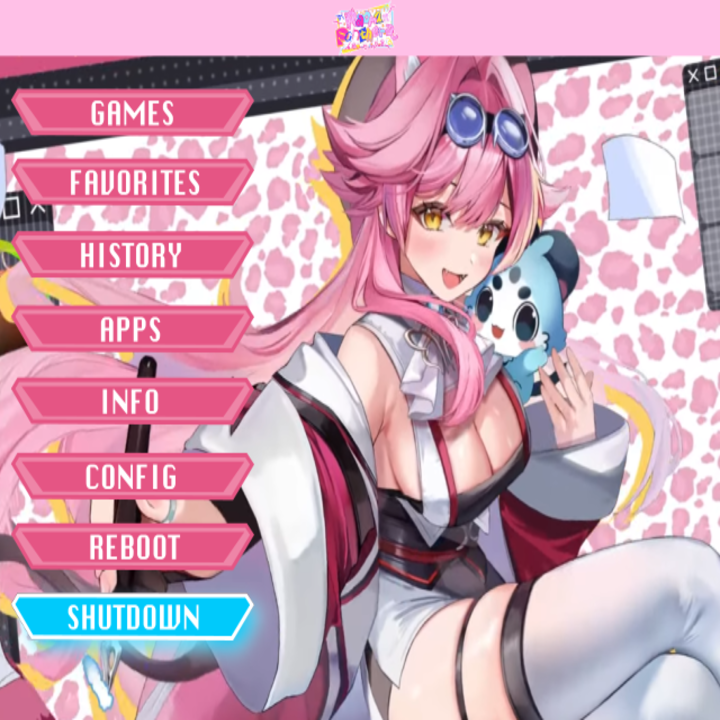 GAMES
FAVORITES
HISTORY
APPS
INFO
CONFIG
REBOOT
SHUTDOWN